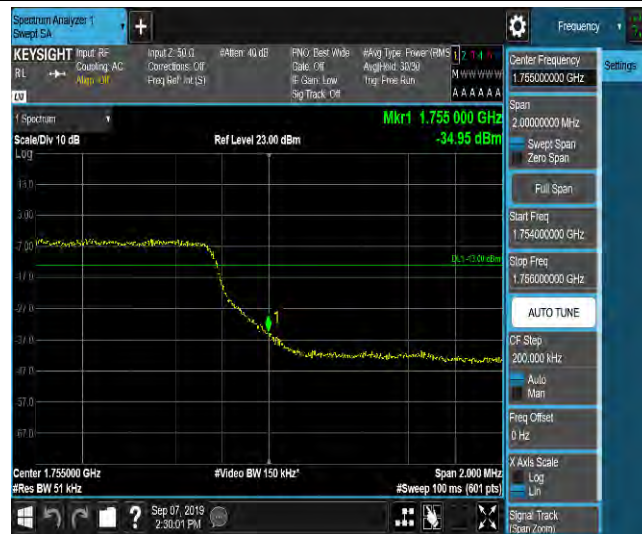 Spectrum Analyzer 1
Swept SA
+
Frequency
KEYSIGHT Input: RF
RL
Coupling: AC
Align: Off
Input Z: 50 Ω
Corrections: Off
Freq Ref: Int (S)
#Atten: 40 dB
PNO: Best Wide
Gate: Off
IF Gain: Low
Sig Track: Off
#Avg Type: Power (RMS
Avg|Hold: 30/30
Trig: Free Run
M W W W W W
A A A A A A
LW
1 Spectrum
Scale/Div 10 dB
Ref Level 23.00 dBm
Mkr1 1.755 000 GHz
-34.95 dBm
Log
13.0
3.00
-7.00
DL1 -13.00 dBm
-17.0
-27.0
1
-37.0
-47.0
-57.0
-67.0
Center 1.755000 GHz
#Video BW 150 kHz*
Span 2.000 MHz
#Res BW 51 kHz
#Sweep 100 ms (601 pts)
Sep 07, 2019
2:30:01 PM
Settings
Center Frequency
1.755000000 GHz
Span
2.00000000 MHz
Swept Span
Zero Span
Full Span
Start Freq
1.754000000 GHz
Stop Freq
1.756000000 GHz
AUTO TUNE
CF Step
200.000 kHz
Auto
Man
Freq Offset
0 Hz
X Axis Scale
Log
Lin
Signal Track
(Span Zoom)